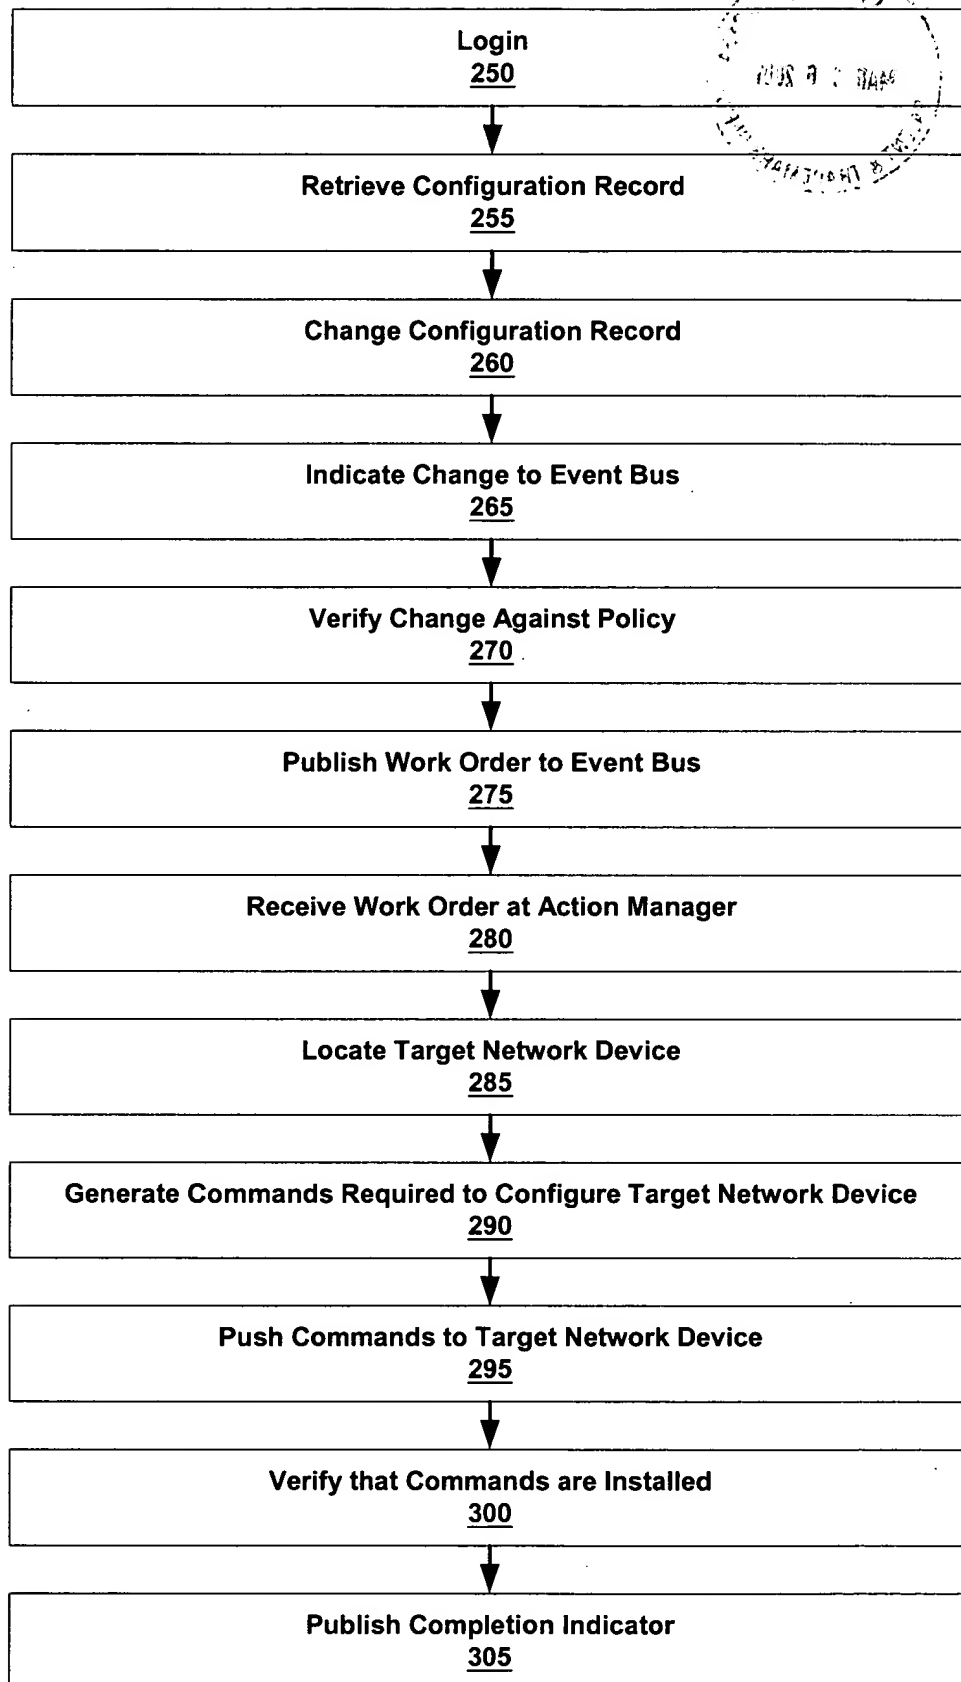 Login
250
Retrieve Configuration Record
255
Change Configuration Record
260
Indicate Change to Event Bus
265
Verify Change Against Policy
270
Publish Work Order to Event Bus
275
Receive Work Order at Action Manager
280
Locate Target Network Device
285
Generate Commands Required to Configure Target Network Device
290
Push Commands to Target Network Device
295
Verify that Commands are Installed
300
Publish Completion Indicator
305